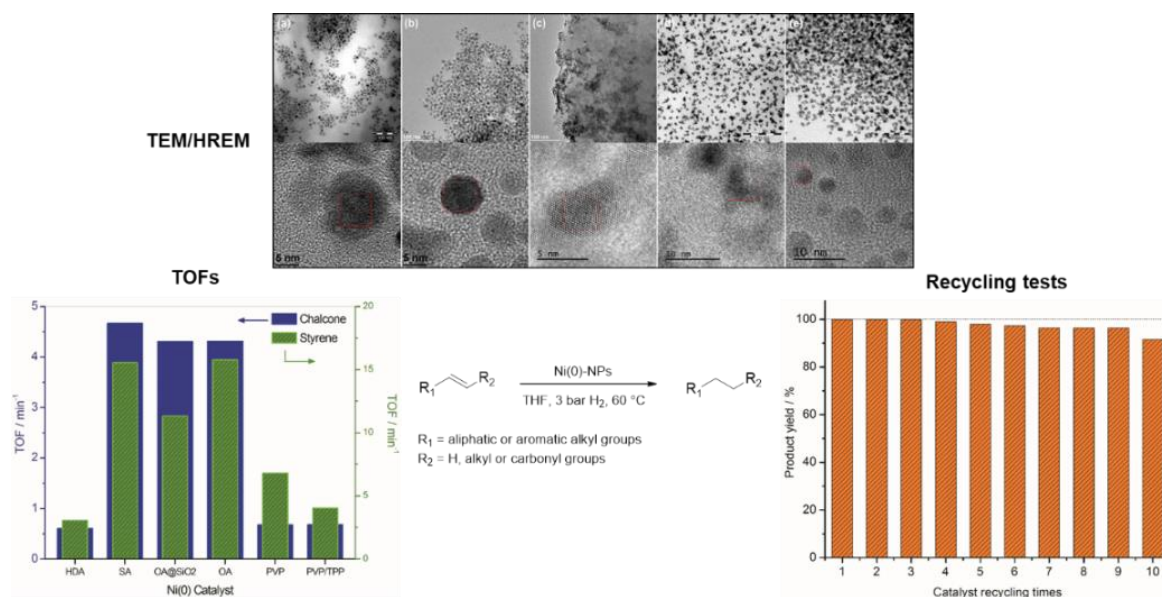 (a)
(b)
(c)
(d)
(e)
TEM/HREM
5 nm
5 nm
5 nm
10 nm
TOFs
Recycling tests
5
4
3
2
1
0
TOF / min⁻¹
Chalcone
Styrene
20
15
10
5
0
TOF / min⁻¹
HDA
SA
OA@SiO2
OA
PVP
PVP/TPP
Ni(0) Catalyst
R₁
R₂
Ni(0)-NPs
THF, 3 bar H₂, 60 °C
R₁
R₂
R₁ = aliphatic or aromatic alkyl groups
R₂ = H, alkyl or carbonyl groups
100
80
60
40
20
0
Product yield / %
1 2 3 4 5 6 7 8 9 10
Catalyst recycling times